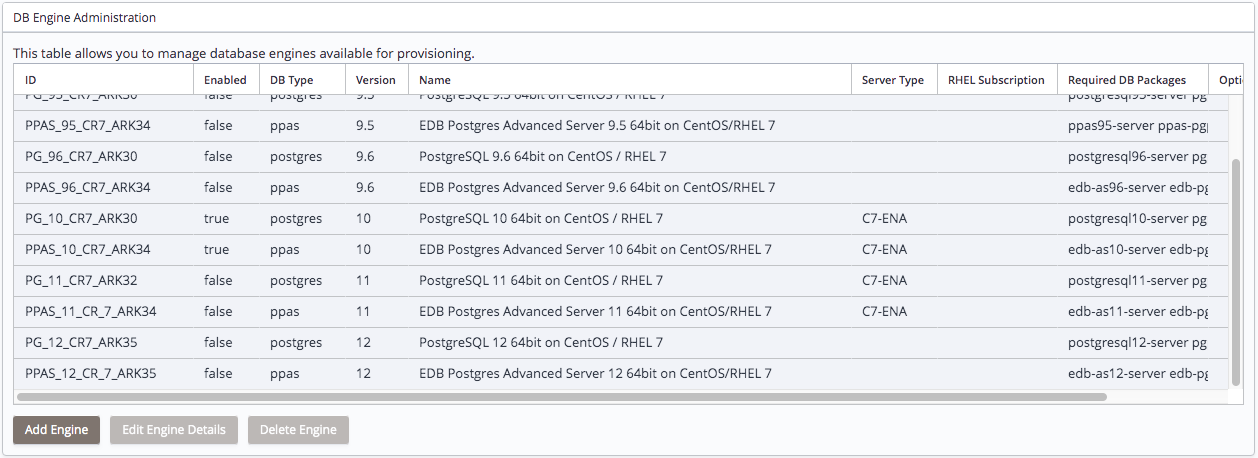 DB Engine Administration
This table allows you to manage database engines available for provisioning.
ID Enabled DB Type Version Name Server Type RHEL Subscription Required DB Packages Optio
PG_95_CR7_ARK30 false postgres 9.5 PostgreSQL 9.5 64bit on CentOS / RHEL 7 postgresql95-server pg
PPAS_95_CR7_ARK34 false ppas 9.5 EDB Postgres Advanced Server 9.5 64bit on CentOS/RHEL 7 ppas95-server ppas-pgp
PG_96_CR7_ARK30 false postgres 9.6 PostgreSQL 9.6 64bit on CentOS / RHEL 7 postgresql96-server pg
PPAS_96_CR7_ARK34 false ppas 9.6 EDB Postgres Advanced Server 9.6 64bit on CentOS/RHEL 7 edb-as96-server edb-pg
PG_10_CR7_ARK30 true postgres 10 PostgreSQL 10 64bit on CentOS / RHEL 7 C7-ENA postgresql10-server pg
PPAS_10_CR7_ARK34 true ppas 10 EDB Postgres Advanced Server 10 64bit on CentOS/RHEL 7 C7-ENA edb-as10-server edb-pg
PG_11_CR7_ARK32 false postgres 11 PostgreSQL 11 64bit on CentOS / RHEL 7 C7-ENA postgresql11-server pg
PPAS_11_CR_7_ARK34 false ppas 11 EDB Postgres Advanced Server 11 64bit on CentOS/RHEL 7 C7-ENA edb-as11-server edb-pg
PG_12_CR7_ARK35 false postgres 12 PostgreSQL 12 64bit on CentOS / RHEL 7 postgresql12-server pg
PPAS_12_CR_7_ARK35 false ppas 12 EDB Postgres Advanced Server 12 64bit on CentOS/RHEL 7 edb-as12-server edb-pg
Add Engine Edit Engine Details Delete Engine